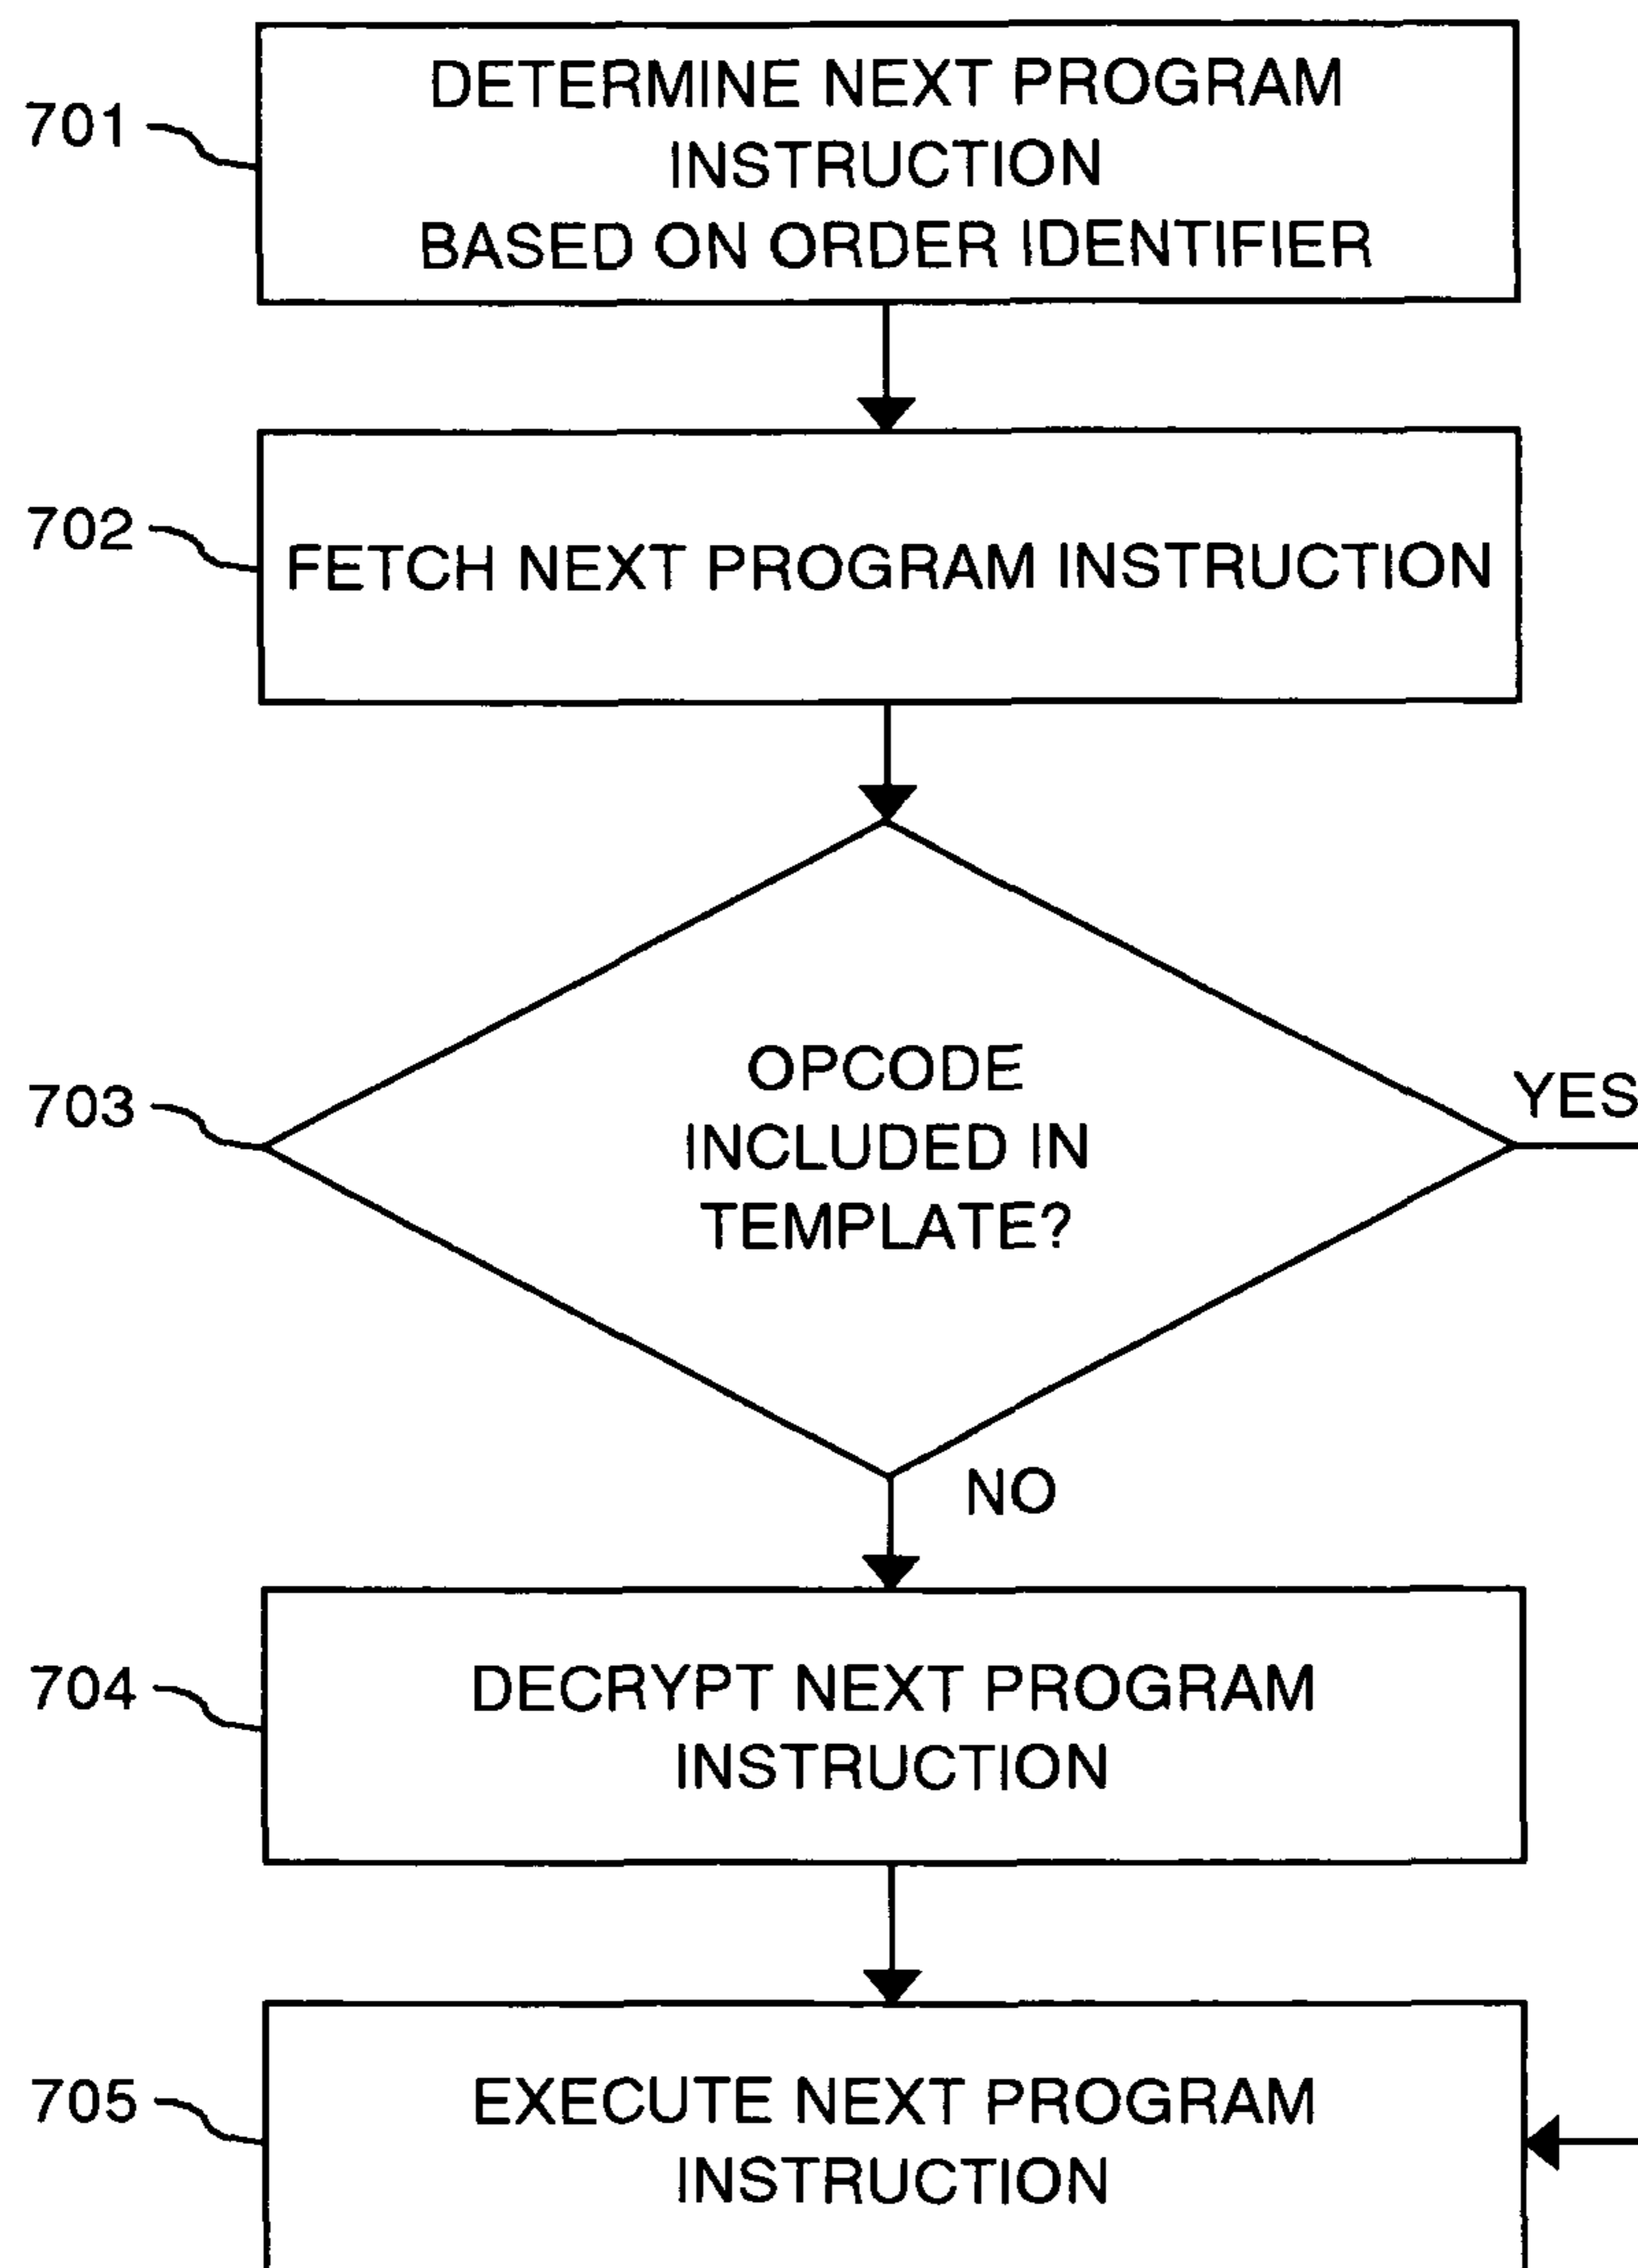 701
DETERMINE NEXT PROGRAM
INSTRUCTION
BASED ON ORDER IDENTIFIER
702
FETCH NEXT PROGRAM INSTRUCTION
703
OPCODE
INCLUDED IN
TEMPLATE?
YES
NO
704
DECRYPT NEXT PROGRAM
INSTRUCTION
705
EXECUTE NEXT PROGRAM
INSTRUCTION